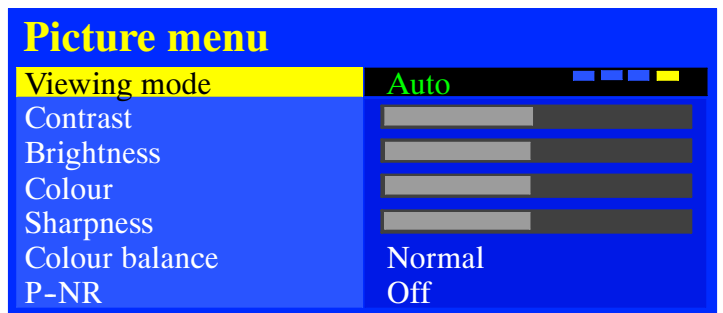 Picture menu
Viewing mode Auto
Contrast
Brightness
Colour
Sharpness
Colour balance Normal
P-NR Off